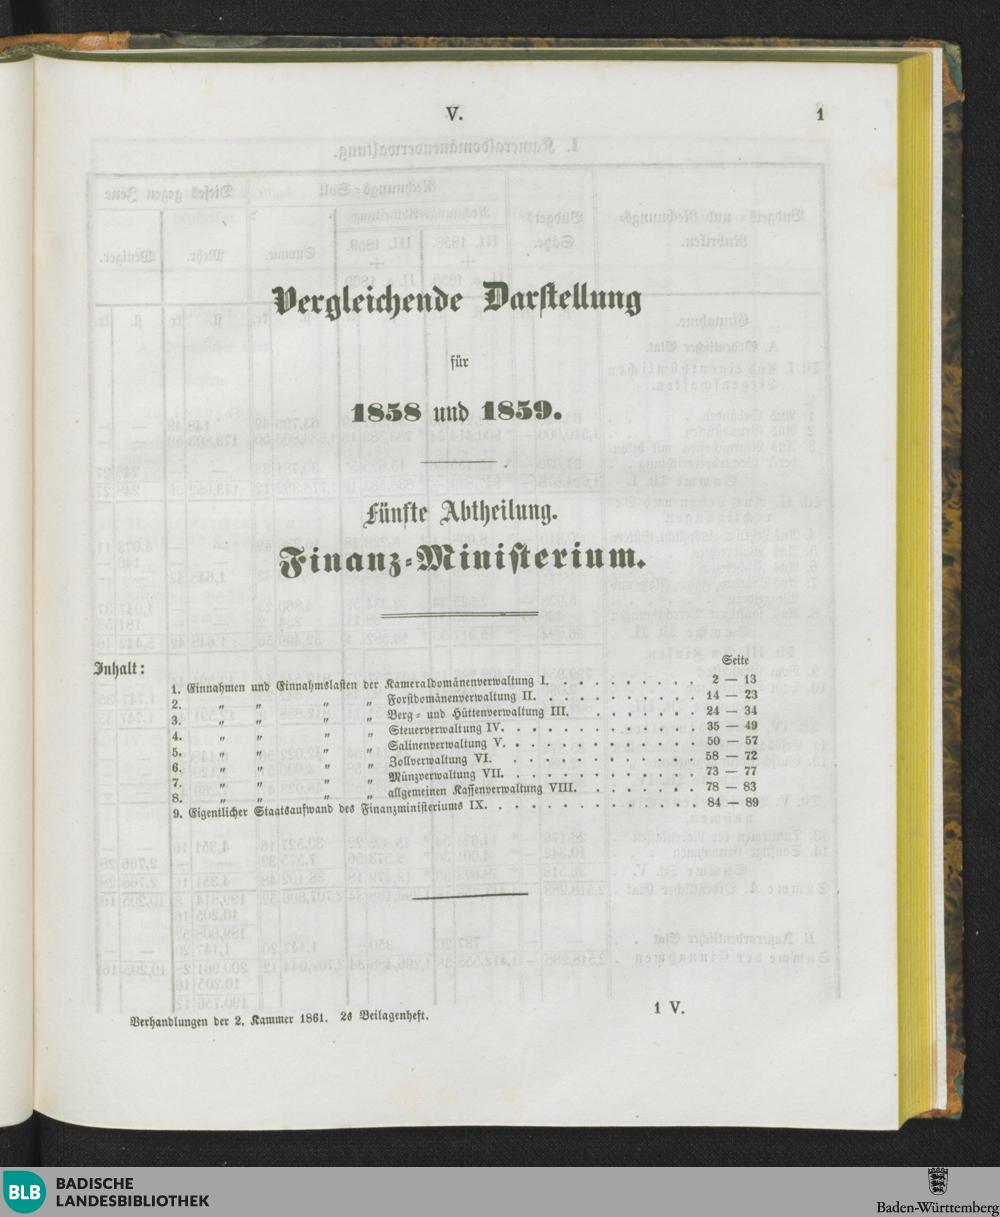 V.
1
Vergleichende Darstellung
für
1858 und 1859.
Fünfte Abtheilung.
Finanz-Ministerium.
Inhalt:
Seite
1. Einnahmen und Einnahmslasten der Kameraldomänenverwaltung I. . . . . . . . . . . 2 — 13
2. „ „ „ „ Forstdomänenverwaltung II. . . . . . . . . . . 14 — 23
3. „ „ „ „ Berg- und Hüttenverwaltung III. . . . . . . . 24 — 34
4. „ „ „ „ Steuerverwaltung IV. . . . . . . . . . . . . 35 — 49
5. „ „ „ „ Salinenverwaltung V. . . . . . . . . . . . . 50 — 57
6. „ „ „ „ Zollverwaltung VI. . . . . . . . . . . . . 58 — 72
7. „ „ „ „ Münzverwaltung VII. . . . . . . . . . . . . 73 — 77
8. „ „ „ „ allgemeinen Kassenverwaltung VIII. . . . . . . . 78 — 83
9. Eigentlicher Staatsaufwand des Finanzministeriums IX. . . . . . . . . . . . . . 84 — 89
1 V.
Verhandlungen der 2. Kammer 1861. 2s Beilagenheft.
BLB BADISCHE
LANDESBIBLIOTHEK
Baden-Württemberg